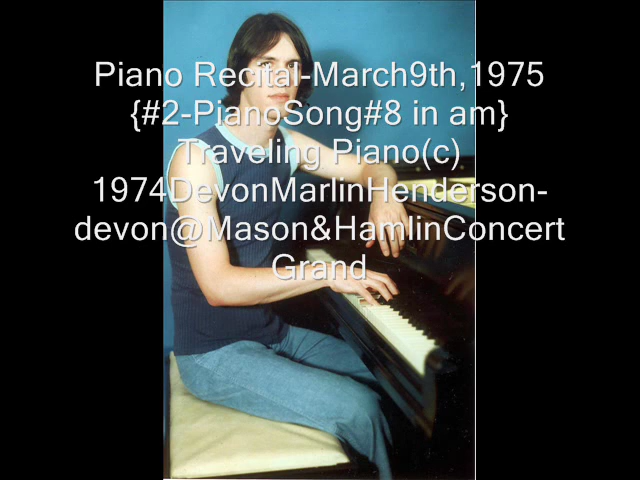 Piano Recital-March9th,1975
{#2-PianoSong#8 in am}
Traveling Piano(c)
1974DevonMarlinHenderson-
devon@Mason&HamlinConcert
Grand